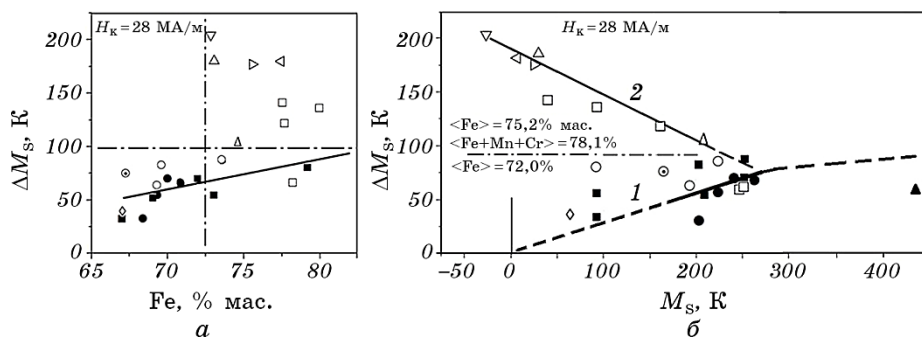 H_K = 28 МА/м
ΔM_S, К
200
150
100
50
0
65
70
75
80
Fe, % мас.
а
H_K = 28 МА/м
ΔM_S, К
200
150
100
50
0
2
<Fe> = 75,2% мас.
<Fe+Mn+Cr> = 78,1%
<Fe> = 72,0%
1
−50
0
100
200
300
400
M_S, К
б